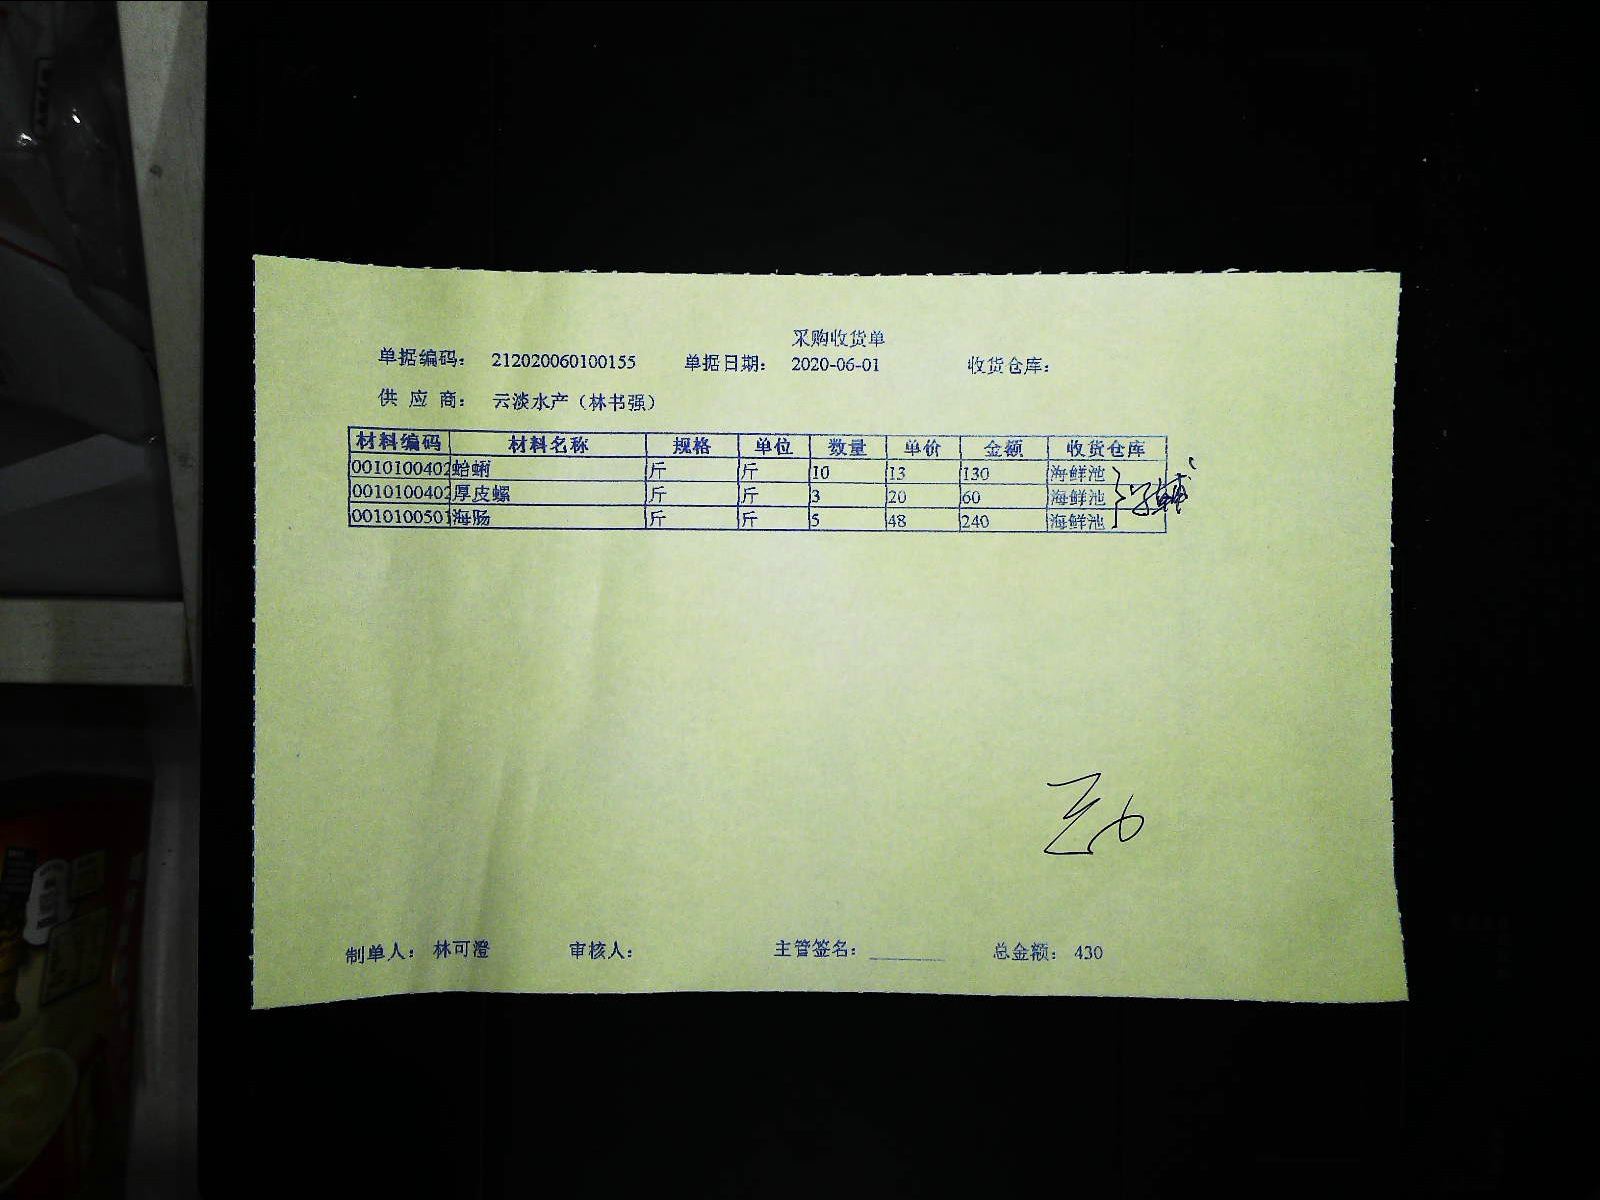 采购收货单
单据编码： 212020060100155 单据日期： 2020-06-01 收货仓库：
供 应 商： 云淡水产（林书强）
材料编码 材料名称 规格 单位 数量 单价 金额 收货仓库
0010100402 蛤蜊 斤 斤 10 13 130 海鲜池
0010100402 厚皮螺 斤 斤 3 20 60 海鲜池
0010100501 海肠 斤 斤 5 48 240 海鲜池
制单人： 林可澄 审核人： 主管签名： 总金额： 430